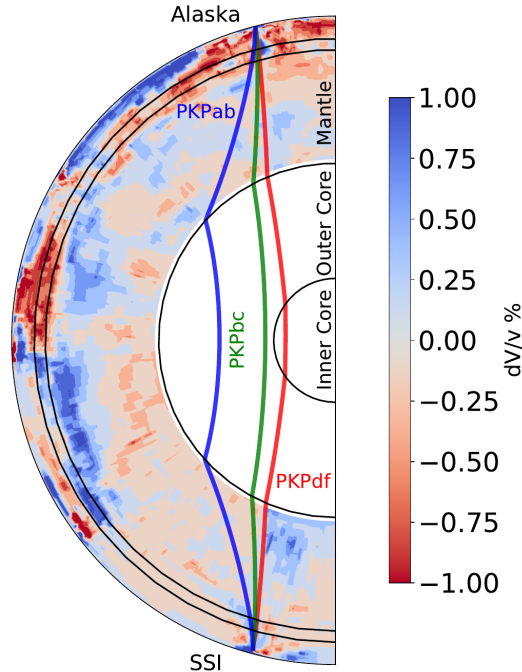 Alaska
PKPab
Mantle
Outer Core
Inner Core
PKPbc
PKPdf
SSI
1.00
0.75
0.50
0.25
0.00
−0.25
−0.50
−0.75
−1.00
dV/v %